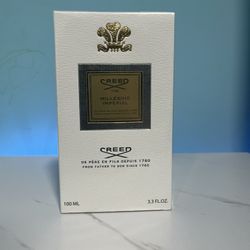 CREED
MILLÉSIME
IMPERIAL
CREED
DE PÈRE EN FILS DEPUIS 1760
FROM FATHER TO SON SINCE 1760
100 ML
3.3 FL.OZ.